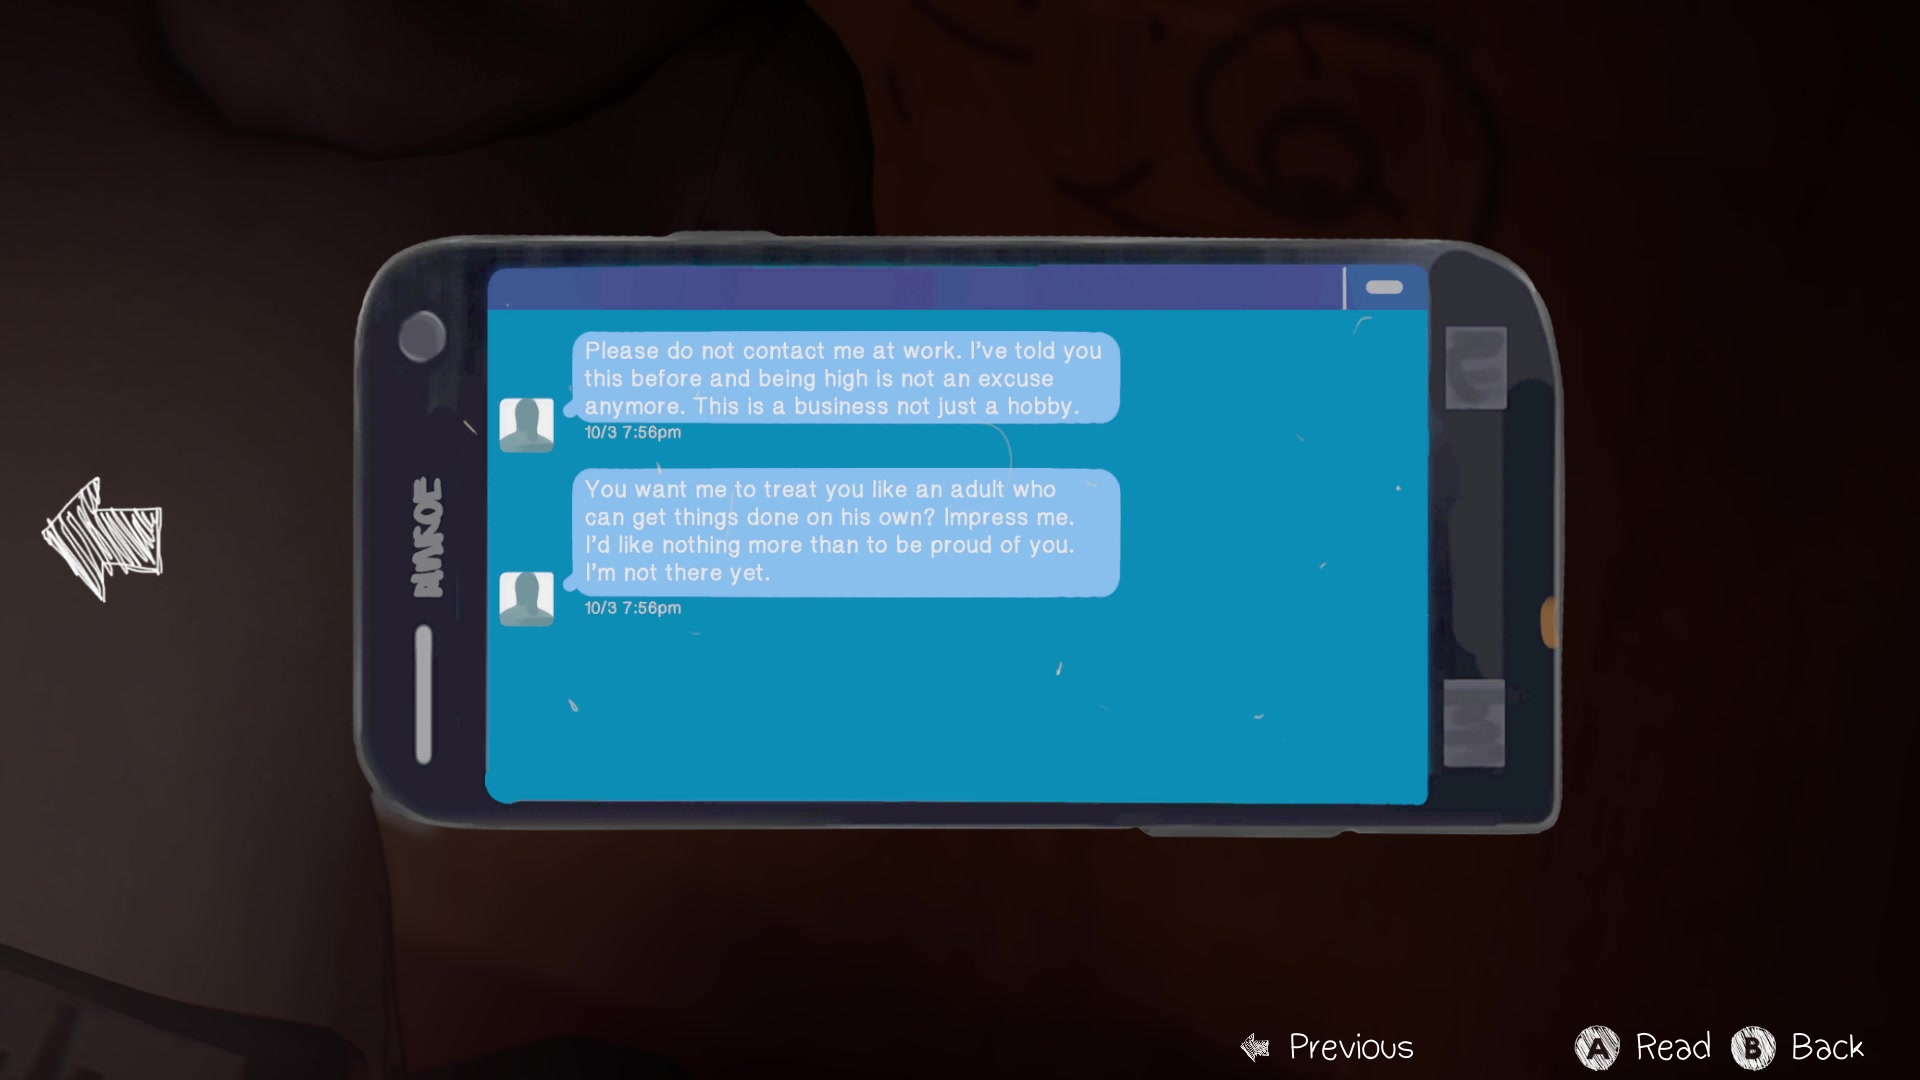 Please do not contact me at work. I've told you
this before and being high is not an excuse
anymore. This is a business not just a hobby.
10/3 7:56pm
You want me to treat you like an adult who
can get things done on his own? Impress me.
I'd like nothing more than to be proud of you.
I'm not there yet.
10/3 7:56pm
Previous
A Read B Back